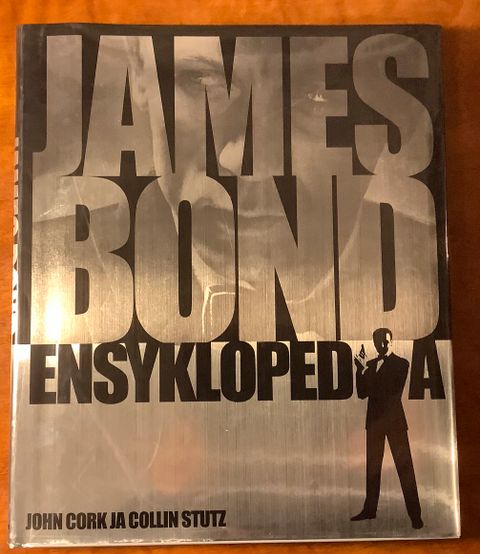 JAMES
BOND
ENSYKLOPEDIA
JOHN CORK JA COLLIN STUTZ